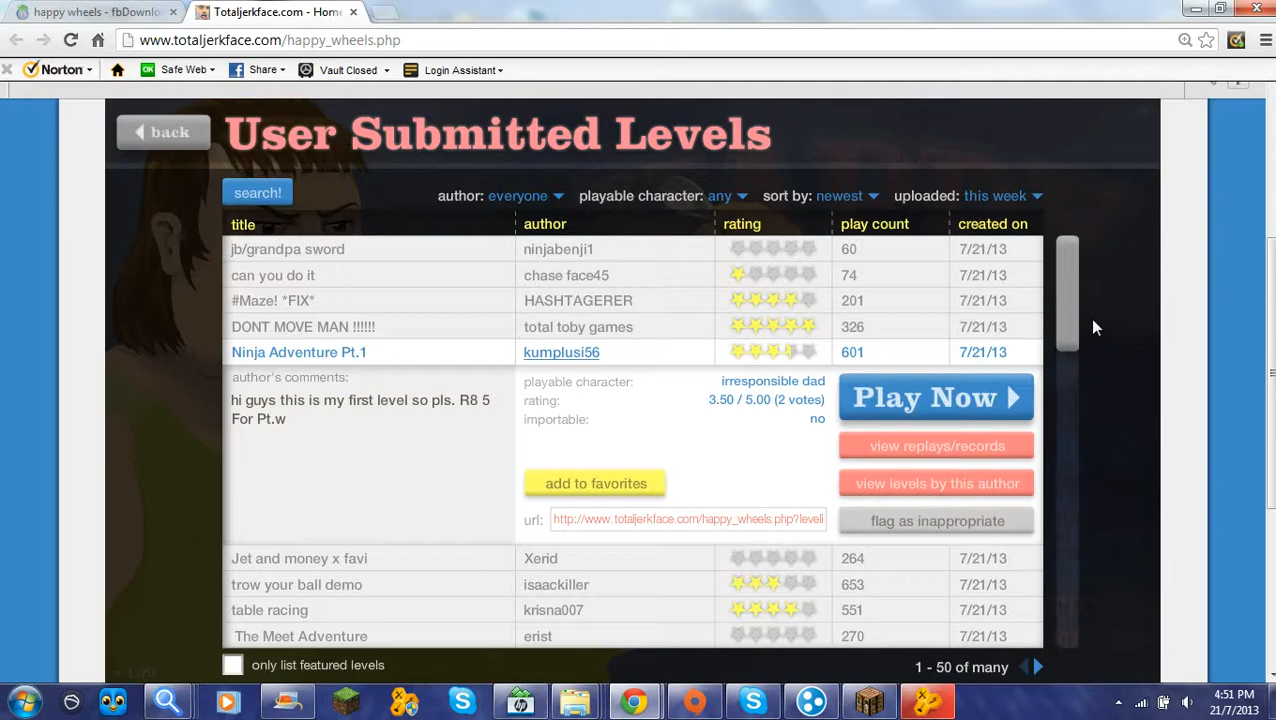 happy wheels - fbDownlo
Totaljerkface.com - Hom
www.totaljerkface.com/happy_wheels.php
Norton
OK
Safe Web
Share
Vault Closed
Login Assistant
back
User Submitted Levels
search!
author: everyone
playable character: any
sort by: newest
uploaded: this week
title author rating play count created on
jb/grandpa sword ninjabenji1 60 7/21/13
can you do it chase face45 74 7/21/13
#Maze! *FIX* HASHTAGERER 201 7/21/13
DONT MOVE MAN !!!!!! total toby games 326 7/21/13
Ninja Adventure Pt.1 kumplusi56 601 7/21/13
author's comments:
hi guys this is my first level so pls. R8 5
For Pt.w
playable character: irresponsible dad
rating: 3.50 / 5.00 (2 votes)
importable: no
add to favorites
url: http://www.totaljerkface.com/happy_wheels.php?leveli
Play Now
view replays/records
view levels by this author
flag as inappropriate
Jet and money x favi Xerid 264 7/21/13
trow your ball demo isaackiller 653 7/21/13
table racing krisna007 551 7/21/13
The Meet Adventure erist 270 7/21/13
only list featured levels
1 - 50 of many
4:51 PM
21/7/2013